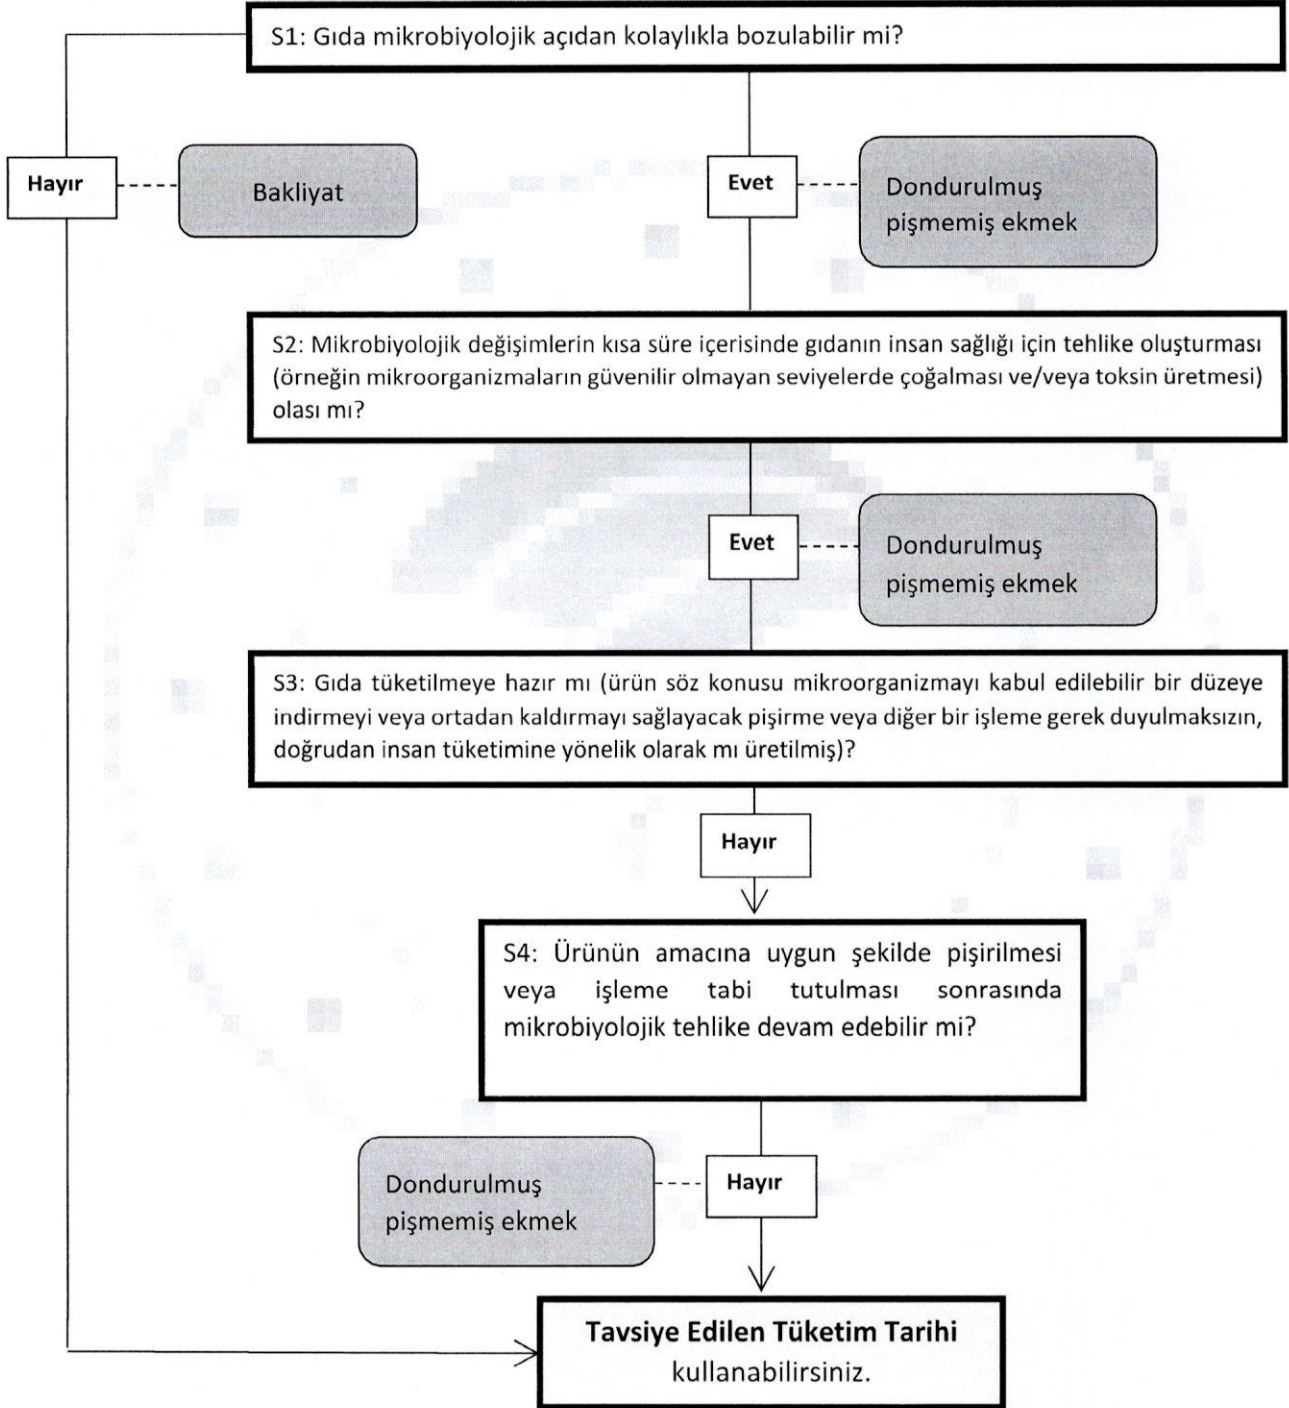 S1: Gıda mikrobiyolojik açıdan kolaylıkla bozulabilir mi?
Hayır
Bakliyat
Evet
Dondurulmuş
pişmemiş ekmek
S2: Mikrobiyolojik değişimlerin kısa süre içerisinde gıdanın insan sağlığı için tehlike oluşturması
(örneğin mikroorganizmaların güvenilir olmayan seviyelerde çoğalması ve/veya toksin üretmesi)
olası mı?
Evet
Dondurulmuş
pişmemiş ekmek
S3: Gıda tüketilmeye hazır mı (ürün söz konusu mikroorganizmayı kabul edilebilir bir düzeye
indirmeyi veya ortadan kaldırmayı sağlayacak pişirme veya diğer bir işleme gerek duyulmaksızın,
doğrudan insan tüketimine yönelik olarak mı üretilmiş)?
Hayır
S4: Ürünün amacına uygun şekilde pişirilmesi
veya işleme tabi tutulması sonrasında
mikrobiyolojik tehlike devam edebilir mi?
Dondurulmuş
pişmemiş ekmek
Hayır
Tavsiye Edilen Tüketim Tarihi
kullanabilirsiniz.